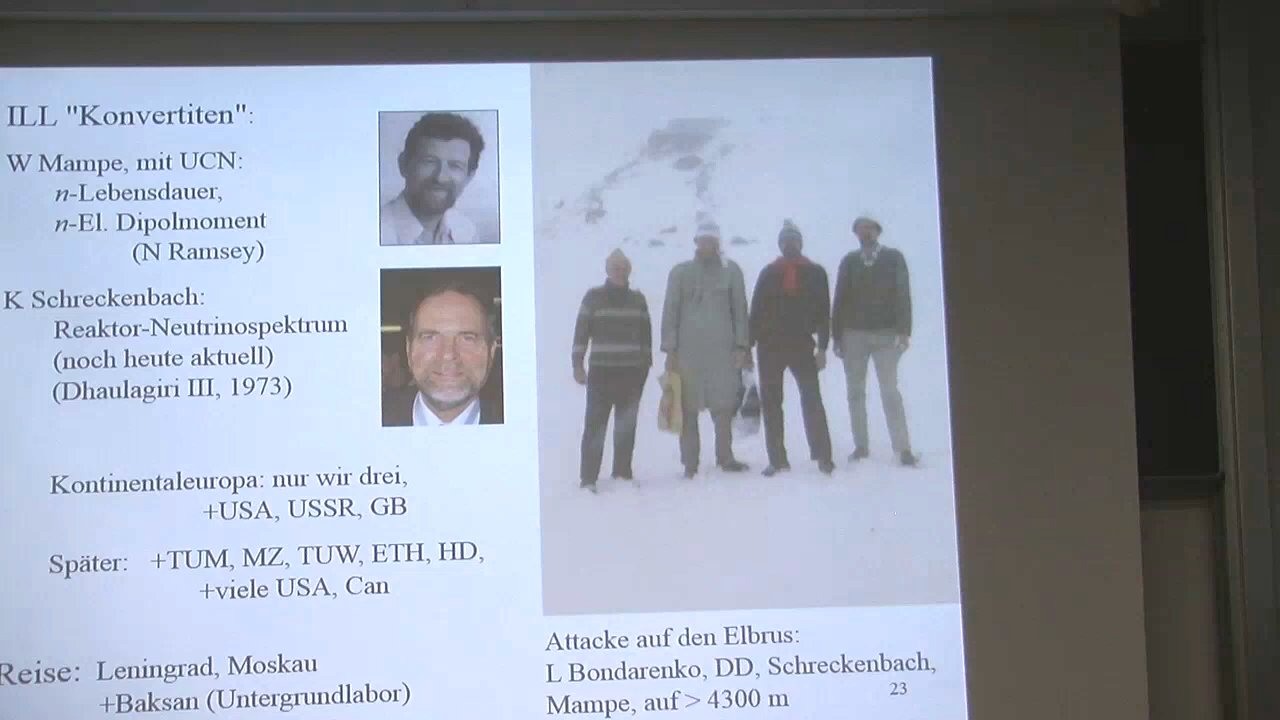 ILL "Konvertiten":
W Mampe, mit UCN:
n-Lebensdauer,
n-El. Dipolmoment
(N Ramsey)
K Schreckenbach:
Reaktor-Neutrinospektrum
(noch heute aktuell)
(Dhaulagiri III, 1973)
Kontinentaleuropa: nur wir drei,
+USA, USSR, GB
Später: +TUM, MZ, TUW, ETH, HD,
+viele USA, Can
Reise: Leningrad, Moskau
+Baksan (Untergrundlabor)
Attacke auf den Elbrus:
L Bondarenko, DD, Schreckenbach,
Mampe, auf > 4300 m
23